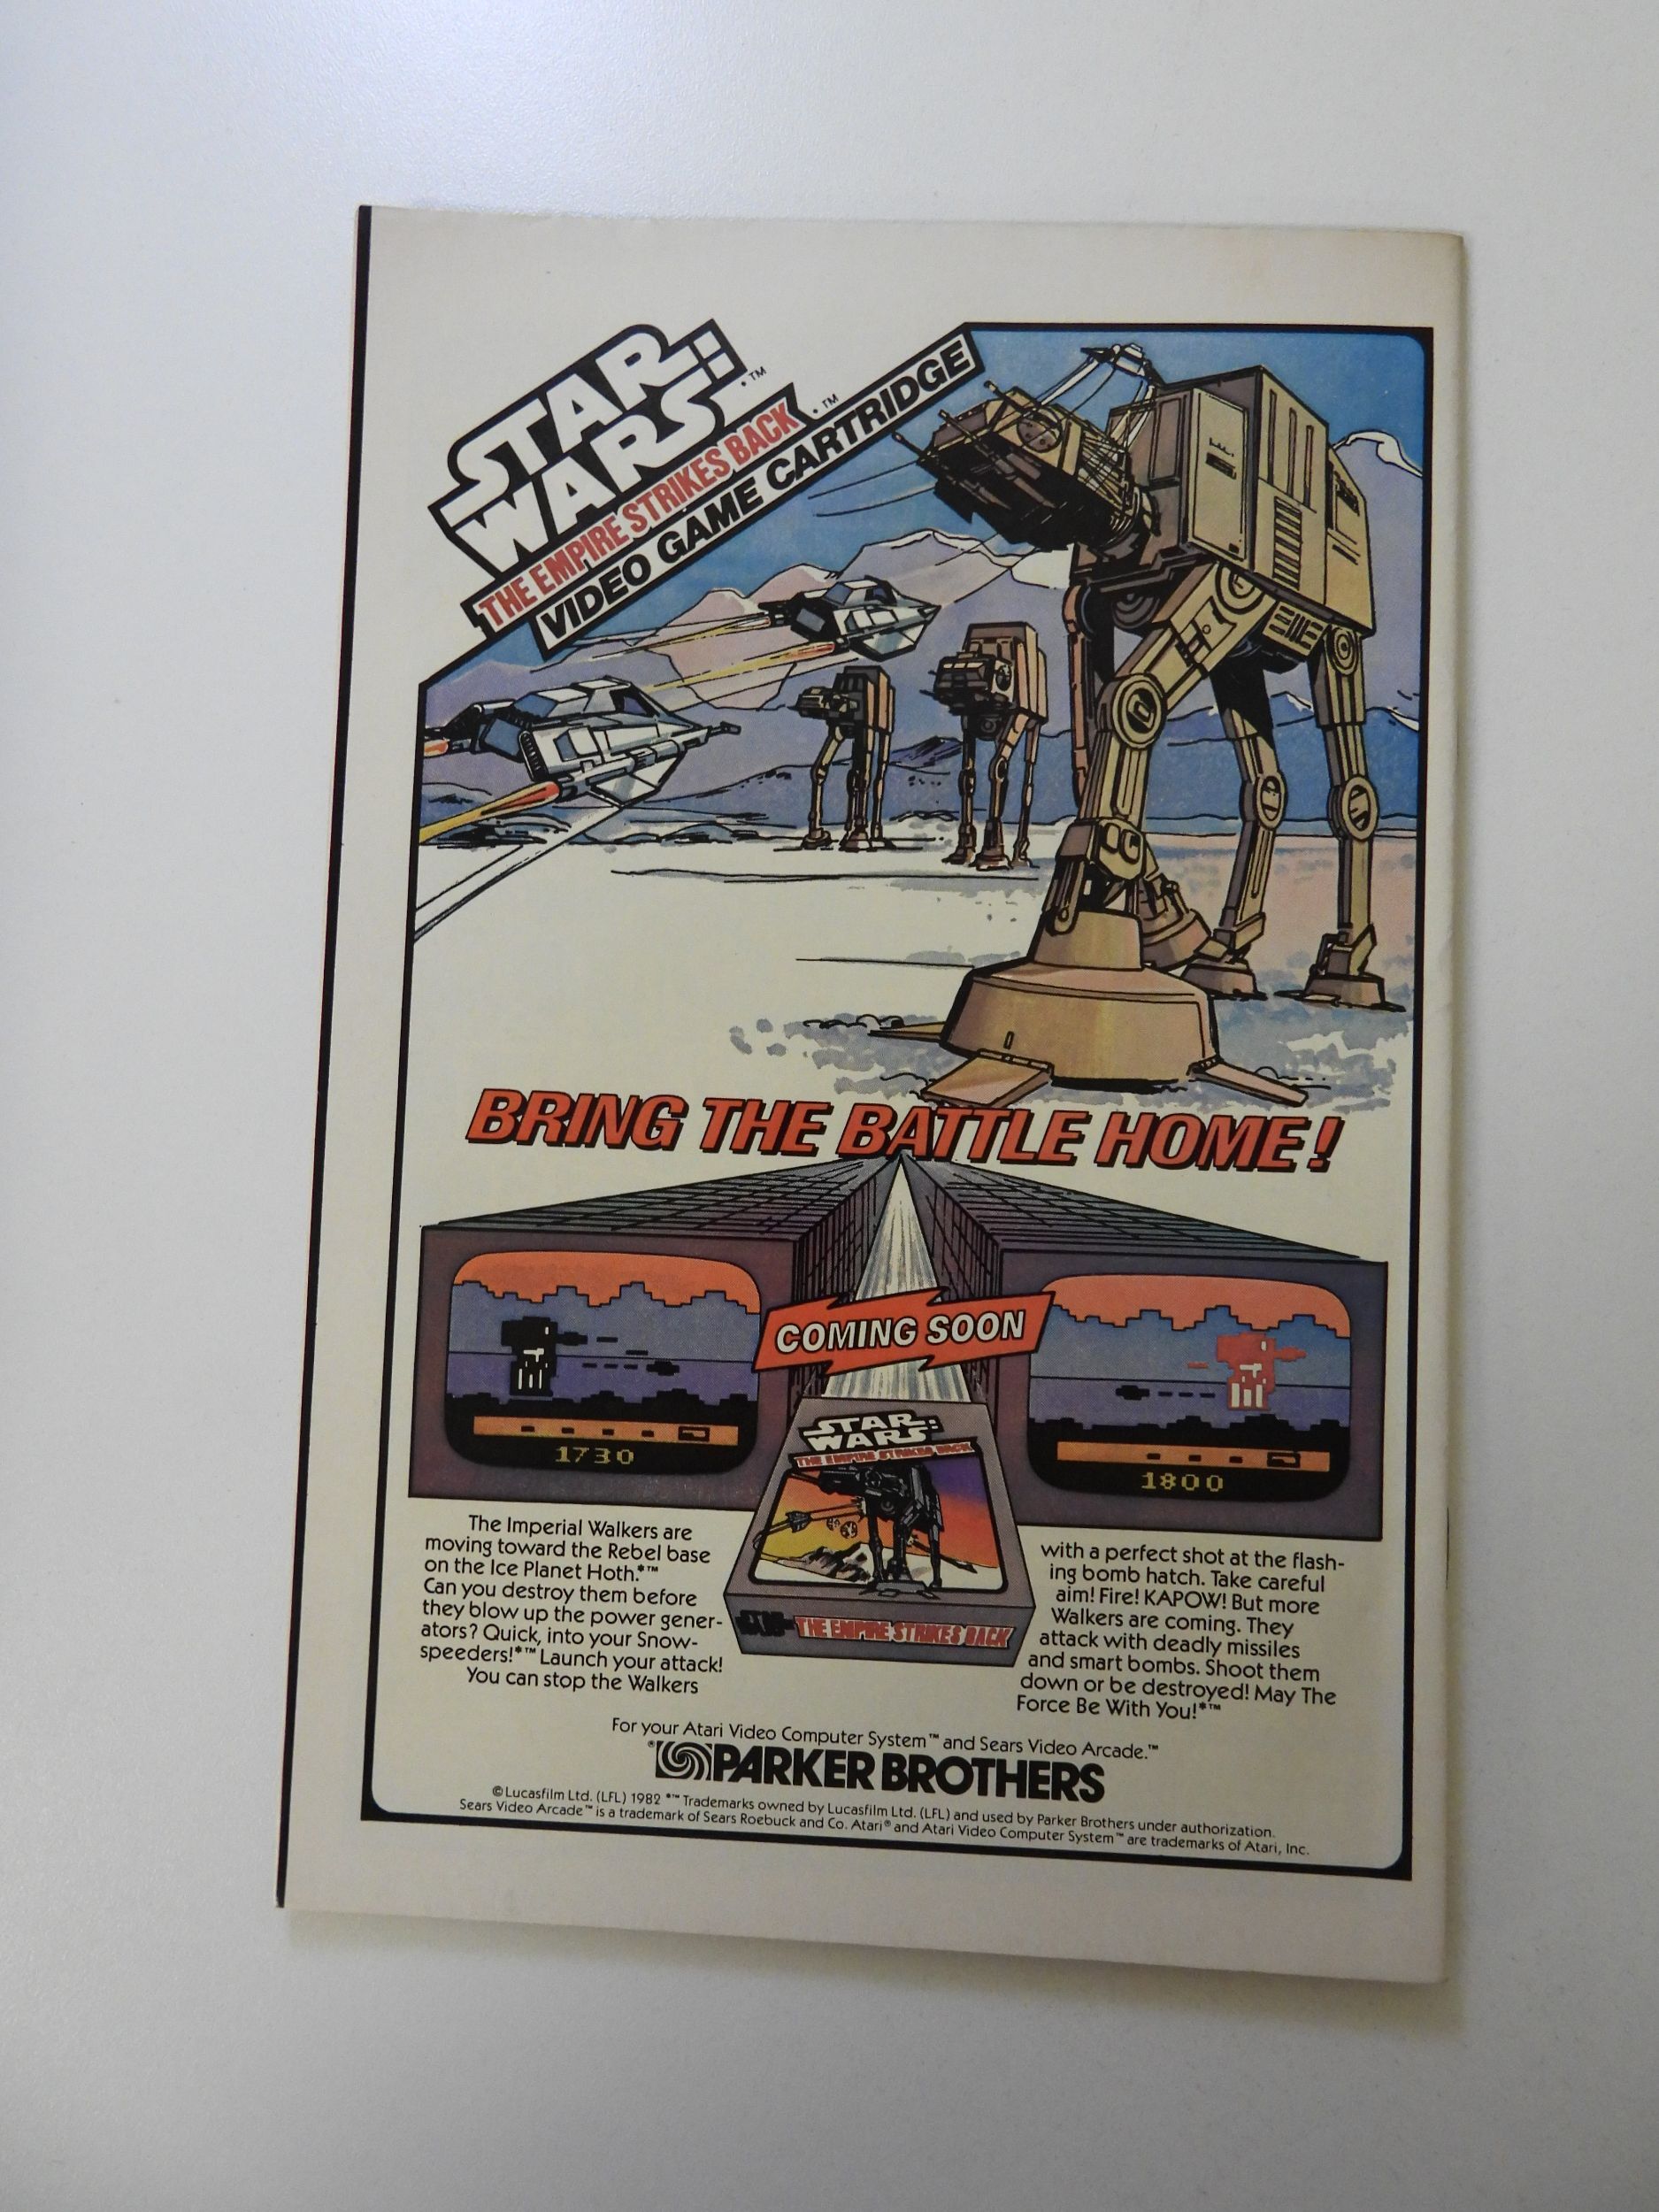 STAR
WARS
THE EMPIRE STRIKES BACK
VIDEO GAME CARTRIDGE
BRING THE BATTLE HOME!
COMING SOON
1730
1800
STAR
WARS
THE EMPIRE STRIKES BACK
THE EMPIRE STRIKES BACK
The Imperial Walkers are
moving toward the Rebel base
on the Ice Planet Hoth.*™
Can you destroy them before
they blow up the power gener-
ators? Quick, into your Snow-
speeders!*™ Launch your attack!
You can stop the Walkers
with a perfect shot at the flash-
ing bomb hatch. Take careful
aim! Fire! KAPOW! But more
Walkers are coming. They
attack with deadly missiles
and smart bombs. Shoot them
down or be destroyed! May The
Force Be With You!*™
For your Atari Video Computer System™ and Sears Video Arcade.™
PARKER BROTHERS
©Lucasfilm Ltd. (LFL) 1982 *™ Trademarks owned by Lucasfilm Ltd. (LFL) and used by Parker Brothers under authorization.
Sears Video Arcade™ is a trademark of Sears Roebuck and Co. Atari® and Atari Video Computer System™ are trademarks of Atari, Inc.